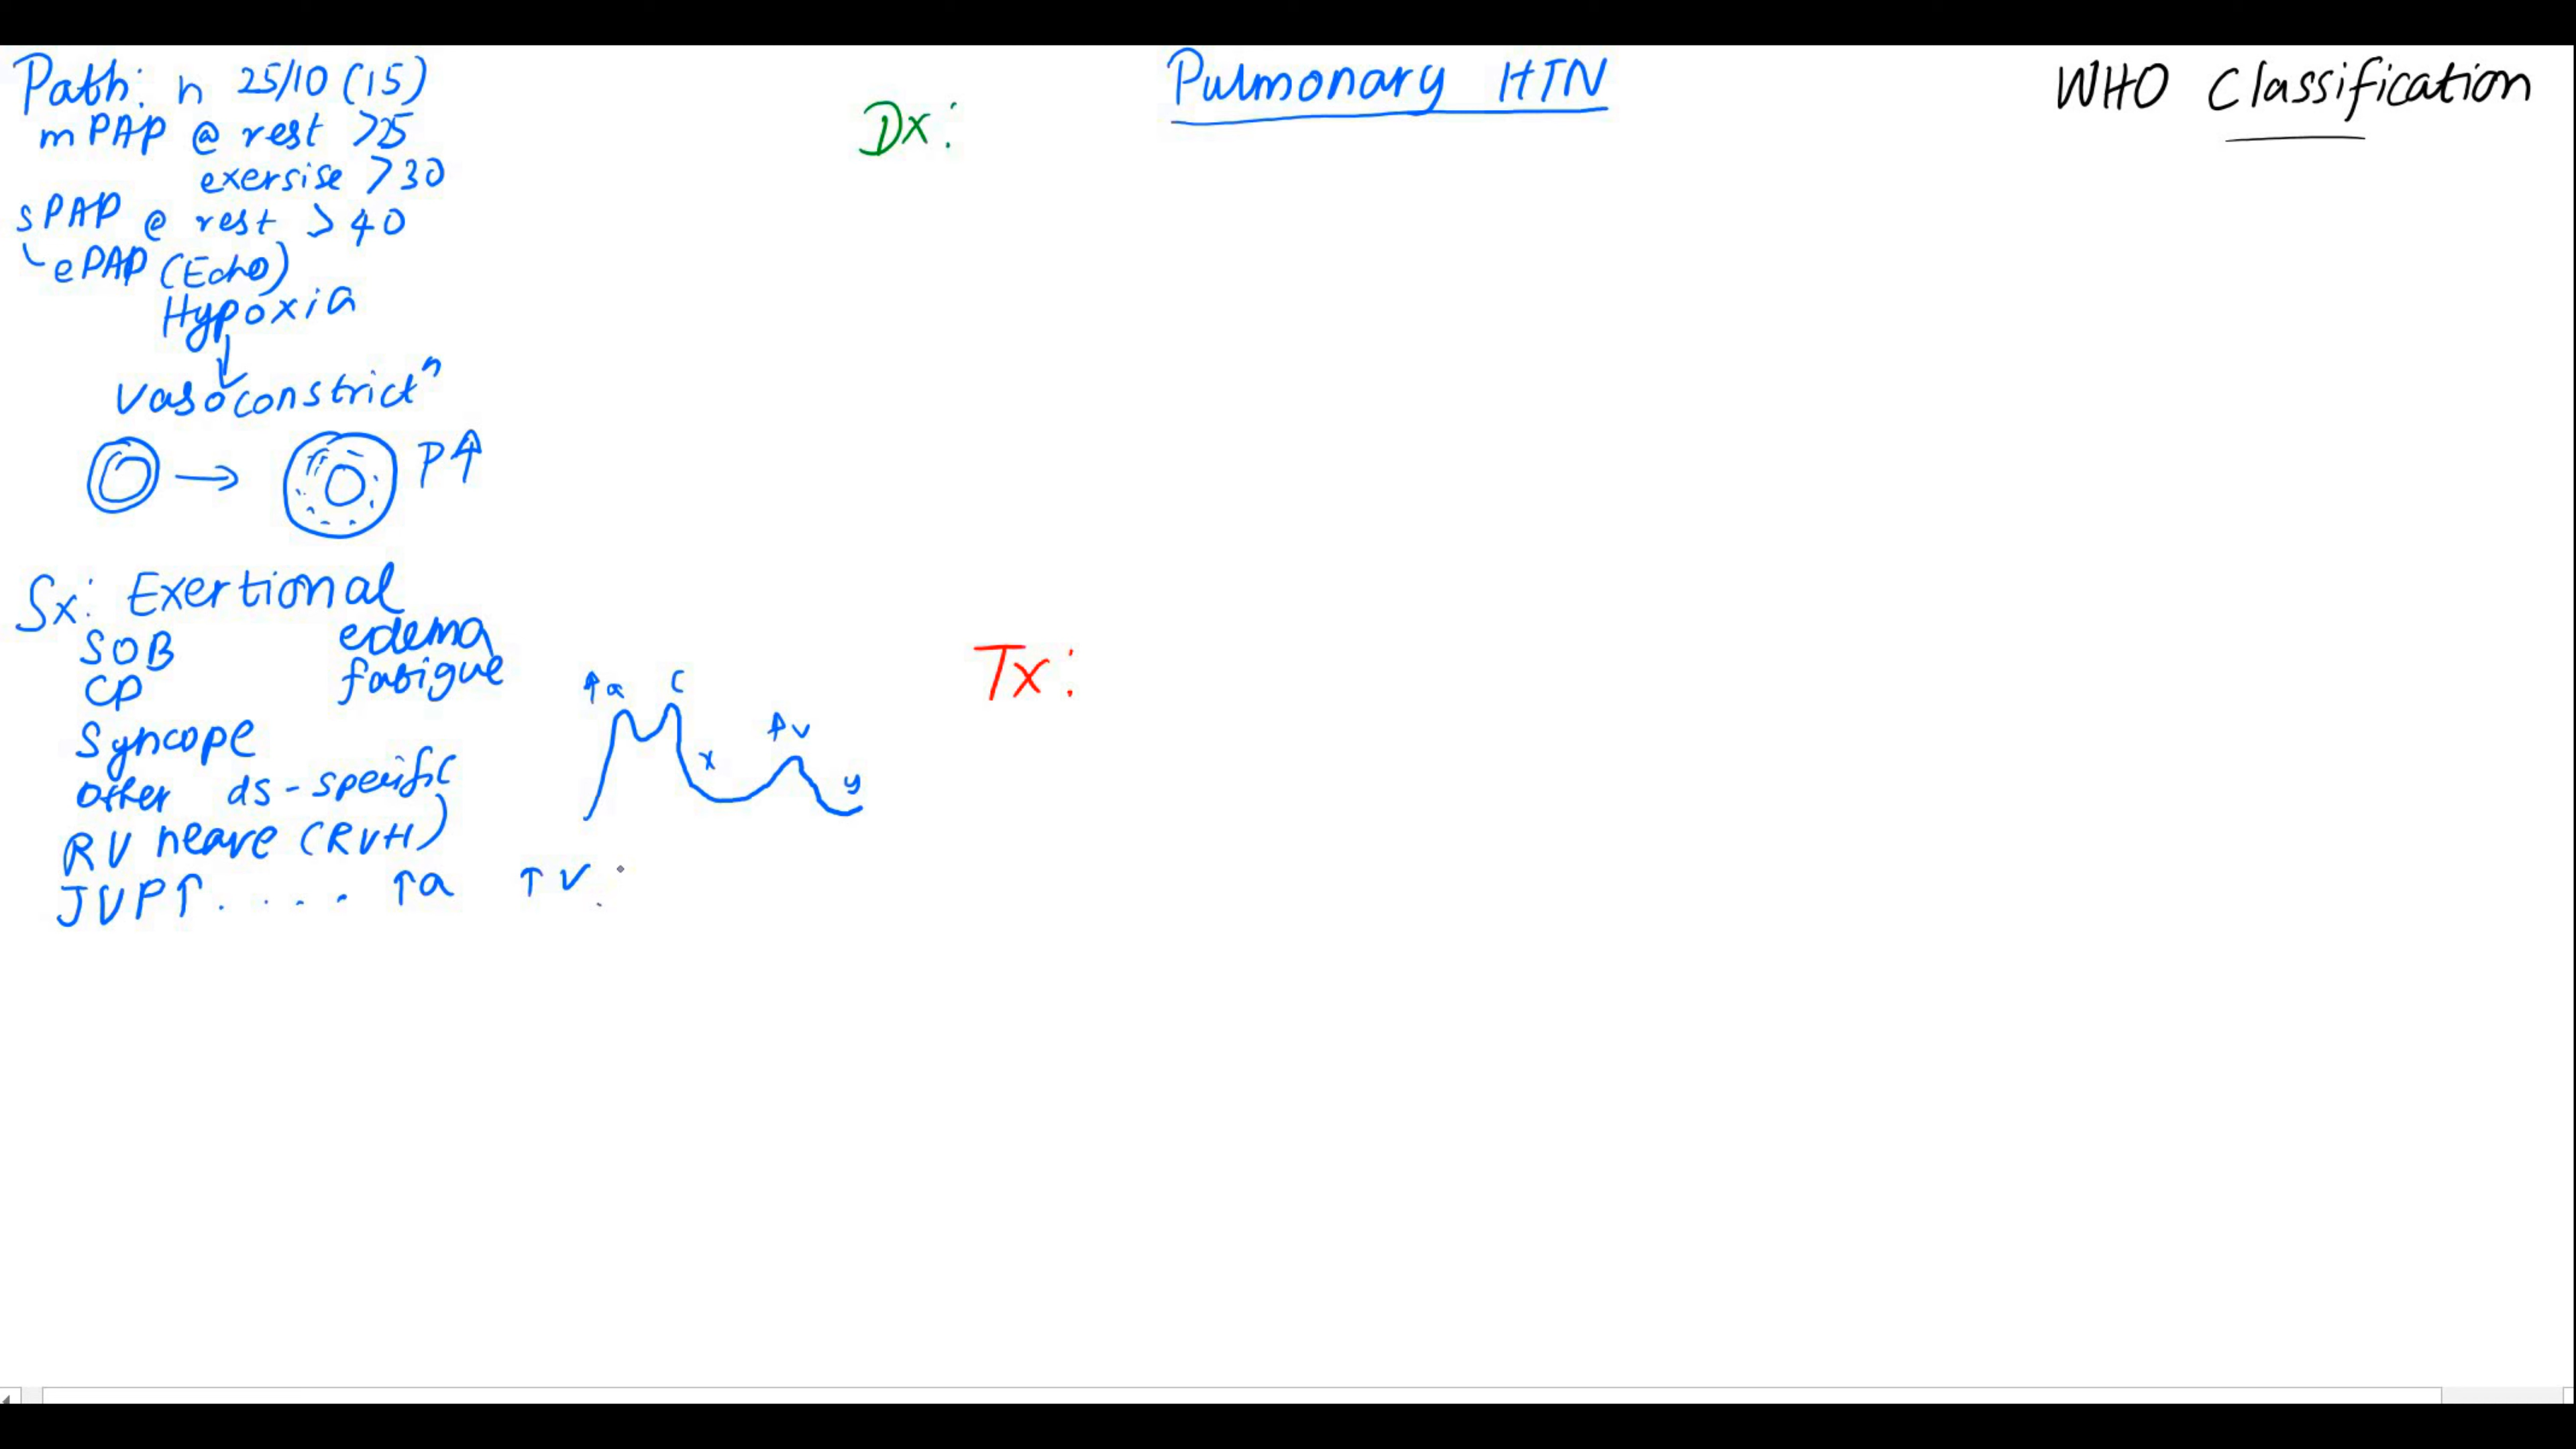 Path: n 25/10 (15)
mPAP @ rest >25
exersise >30
sPAP @ rest > 40
ePAP (Echo)
Hypoxia
vasoconstrictⁿ
P↑
Sx: Exertional
SOB edema
CP fatigue
Syncope
other ds-specific
RV heave (RVH)
JVP↑ . . . . . ↑a ↑v
↑a c
x
↑v
y
Pulmonary HTN
Dx:
Tx:
WHO Classification